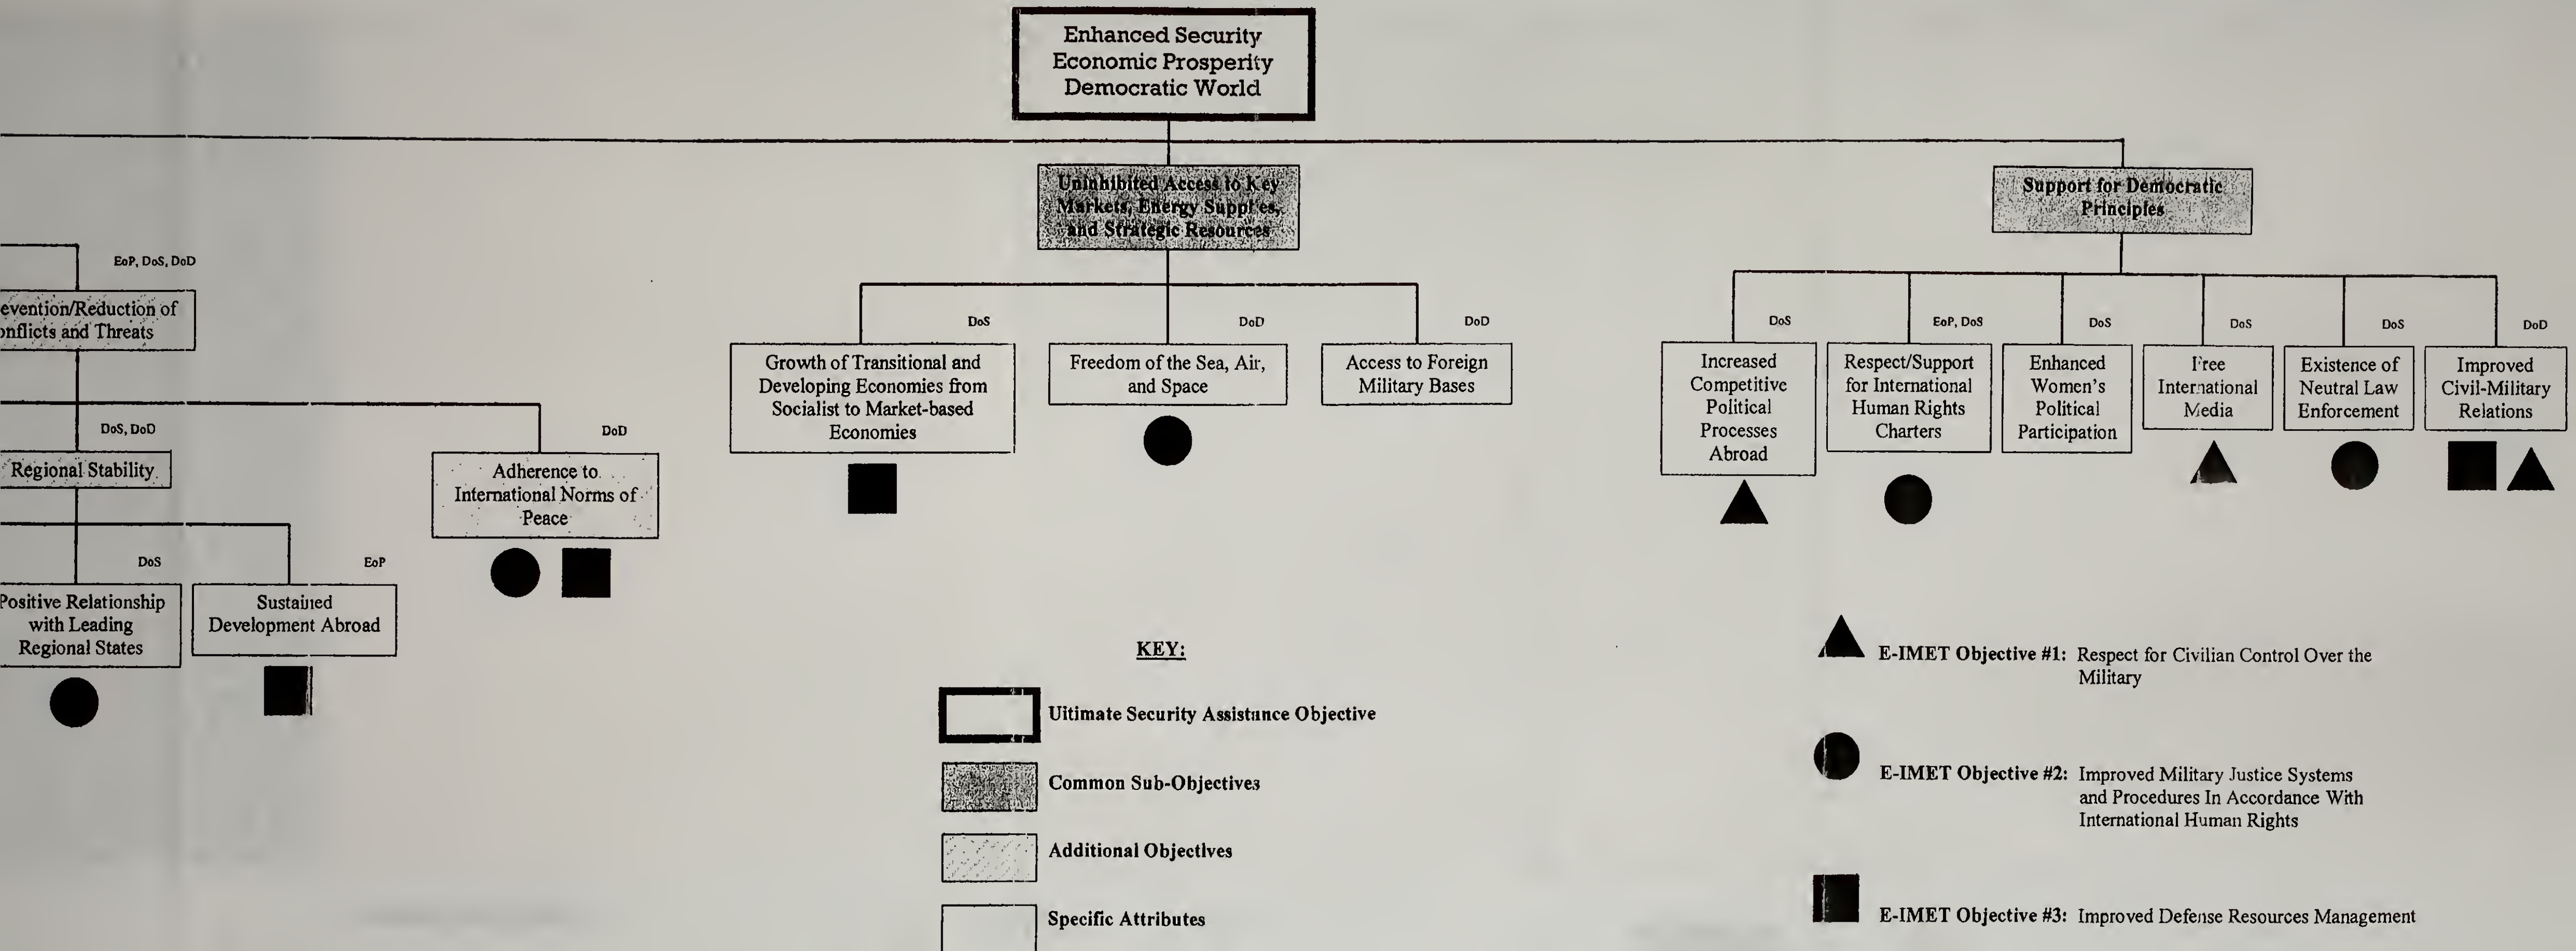 Enhanced Security
Economic Prosperity
Democratic World
Uninhibited Access to Key
Markets, Energy Supplies,
and Strategic Resources
Support for Democratic
Principles
EoP, DoS, DoD
evention/Reduction of
onflicts and Threats
DoS, DoD
Regional Stability
DoD
Adherence to
International Norms of
Peace
DoS
Positive Relationship
with Leading
Regional States
EoP
Sustained
Development Abroad
DoS
Growth of Transitional and
Developing Economies from
Socialist to Market-based
Economies
DoD
Freedom of the Sea, Air,
and Space
DoD
Access to Foreign
Military Bases
DoS
Increased
Competitive
Political
Processes
Abroad
EoP, DoS
Respect/Support
for International
Human Rights
Charters
DoS
Enhanced
Women's
Political
Participation
DoS
Free
International
Media
DoS
Existence of
Neutral Law
Enforcement
DoD
Improved
Civil-Military
Relations
KEY:
Ultimate Security Assistance Objective
Common Sub-Objectives
Additional Objectives
Specific Attributes
E-IMET Objective #1: Respect for Civilian Control Over the
Military
E-IMET Objective #2: Improved Military Justice Systems
and Procedures In Accordance With
International Human Rights
E-IMET Objective #3: Improved Defense Resources Management